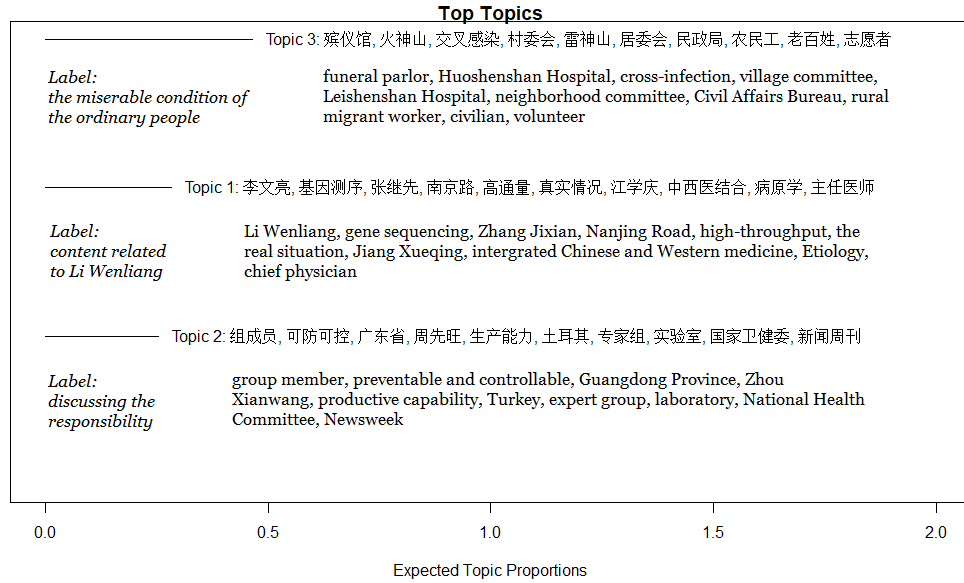 Top Topics
Topic 3: 殡仪馆, 火神山, 交叉感染, 村委会, 雷神山, 居委会, 民政局, 农民工, 老百姓, 志愿者
Label:
the miserable condition of
the ordinary people
funeral parlor, Huoshenshan Hospital, cross-infection, village committee,
Leishenshan Hospital, neighborhood committee, Civil Affairs Bureau, rural
migrant worker, civilian, volunteer
Topic 1: 李文亮, 基因测序, 张继先, 南京路, 高通量, 真实情况, 江学庆, 中西医结合, 病原学, 主任医师
Label:
content related
to Li Wenliang
Li Wenliang, gene sequencing, Zhang Jixian, Nanjing Road, high-throughput, the
real situation, Jiang Xueqing, intergrated Chinese and Western medicine, Etiology,
chief physician
Topic 2: 组成员, 可防可控, 广东省, 周先旺, 生产能力, 土耳其, 专家组, 实验室, 国家卫健委, 新闻周刊
Label:
discussing the
responsibility
group member, preventable and controllable, Guangdong Province, Zhou
Xianwang, productive capability, Turkey, expert group, laboratory, National Health
Committee, Newsweek
0.0 0.5 1.0 1.5 2.0
Expected Topic Proportions